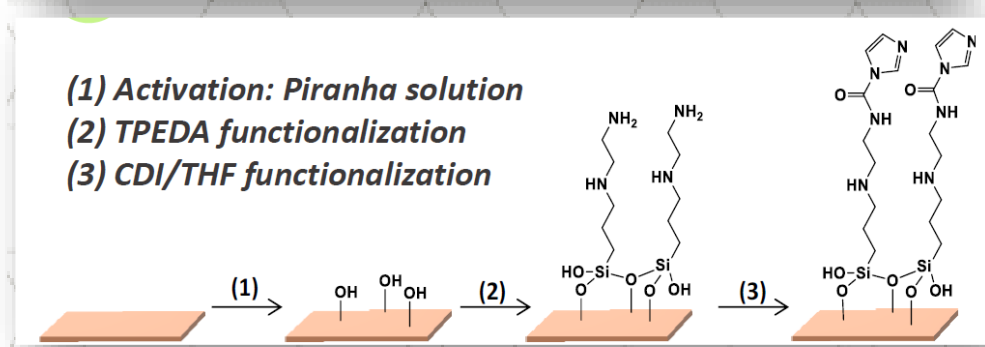 (1) Activation: Piranha solution
(2) TPEDA functionalization
(3) CDI/THF functionalization
(1)
OH
OH
OH
(2)
NH2
NH2
HN
HN
HO
Si
O
Si
O
O
OH
(3)
N
N
N
N
O
O
NH
NH
HN
HN
HO
Si
O
Si
O
O
OH